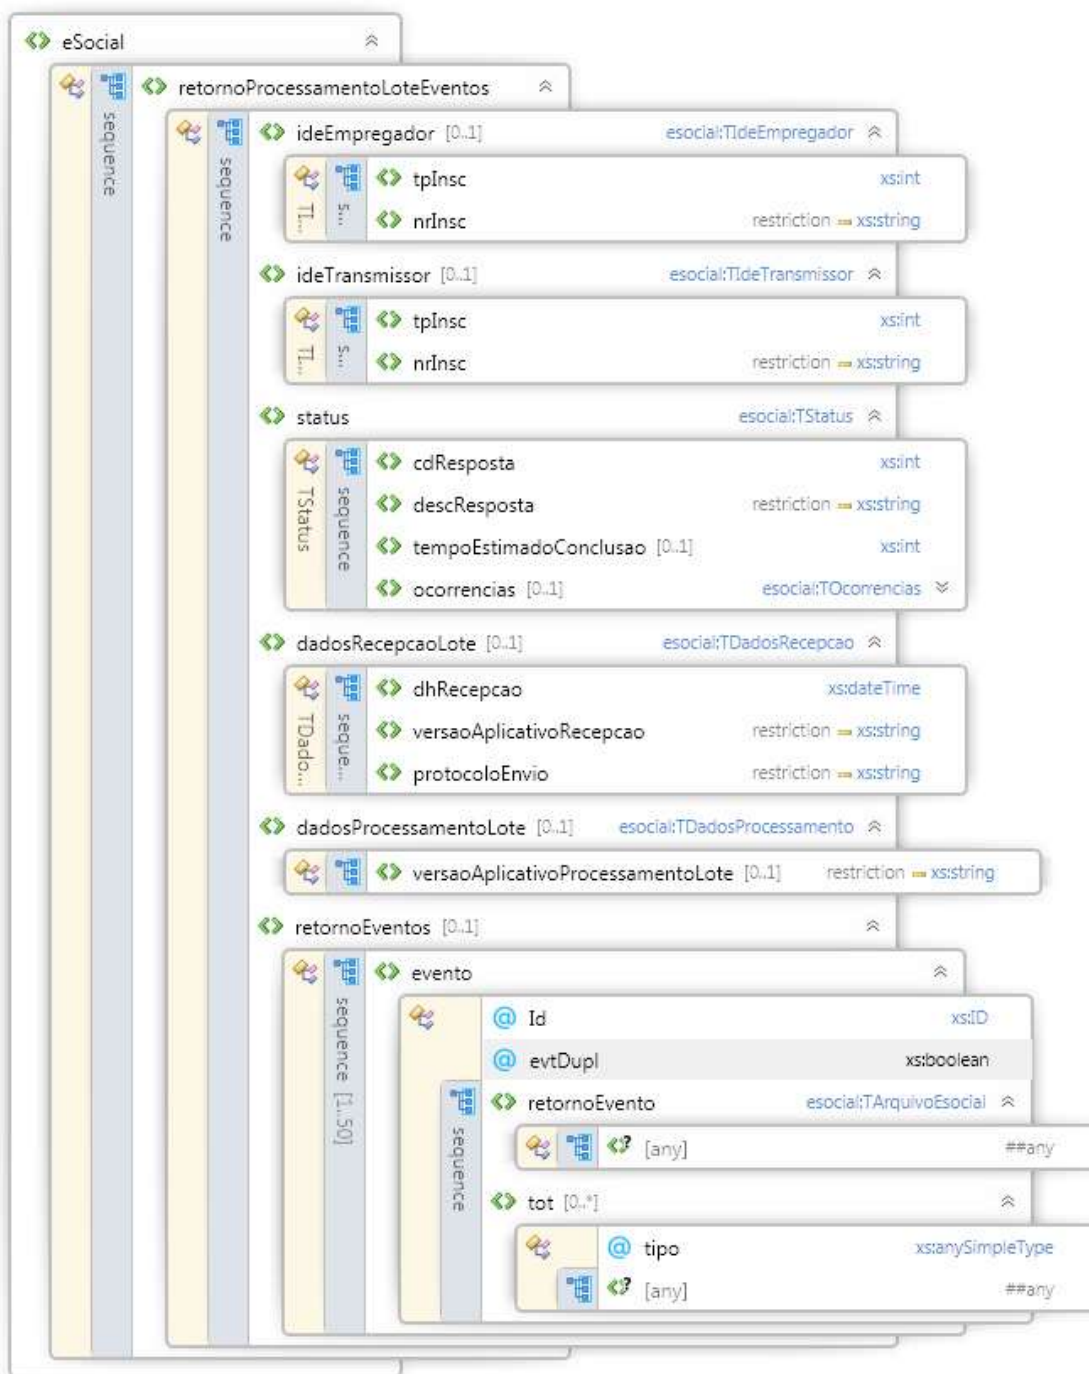 eSocial
sequence
retornoProcessamentoLoteEventos
sequence
ideEmpregador [0..1] esocial:TIdeEmpregador
TI...
s...
tpInsc xs:int
nrInsc restriction xs:string
ideTransmissor [0..1] esocial:TIdeTransmissor
TI...
s...
tpInsc xs:int
nrInsc restriction xs:string
status esocial:TStatus
TStatus
sequence
cdResposta xs:int
descResposta restriction xs:string
tempoEstimadoConclusao [0..1] xs:int
ocorrencias [0..1] esocial:TOcorrencias
dadosRecepcaoLote [0..1] esocial:TDadosRecepcao
TDado...
seque...
dhRecepcao xs:dateTime
versaoAplicativoRecepcao restriction xs:string
protocoloEnvio restriction xs:string
dadosProcessamentoLote [0..1] esocial:TDadosProcessamento
versaoAplicativoProcessamentoLote [0..1] restriction xs:string
retornoEventos [0..1]
sequence [1..50]
evento
@ Id xs:ID
@ evtDupl xs:boolean
sequence
retornoEvento esocial:TArquivoEsocial
[any] ##any
tot [0..*]
@ tipo xs:anySimpleType
[any] ##any